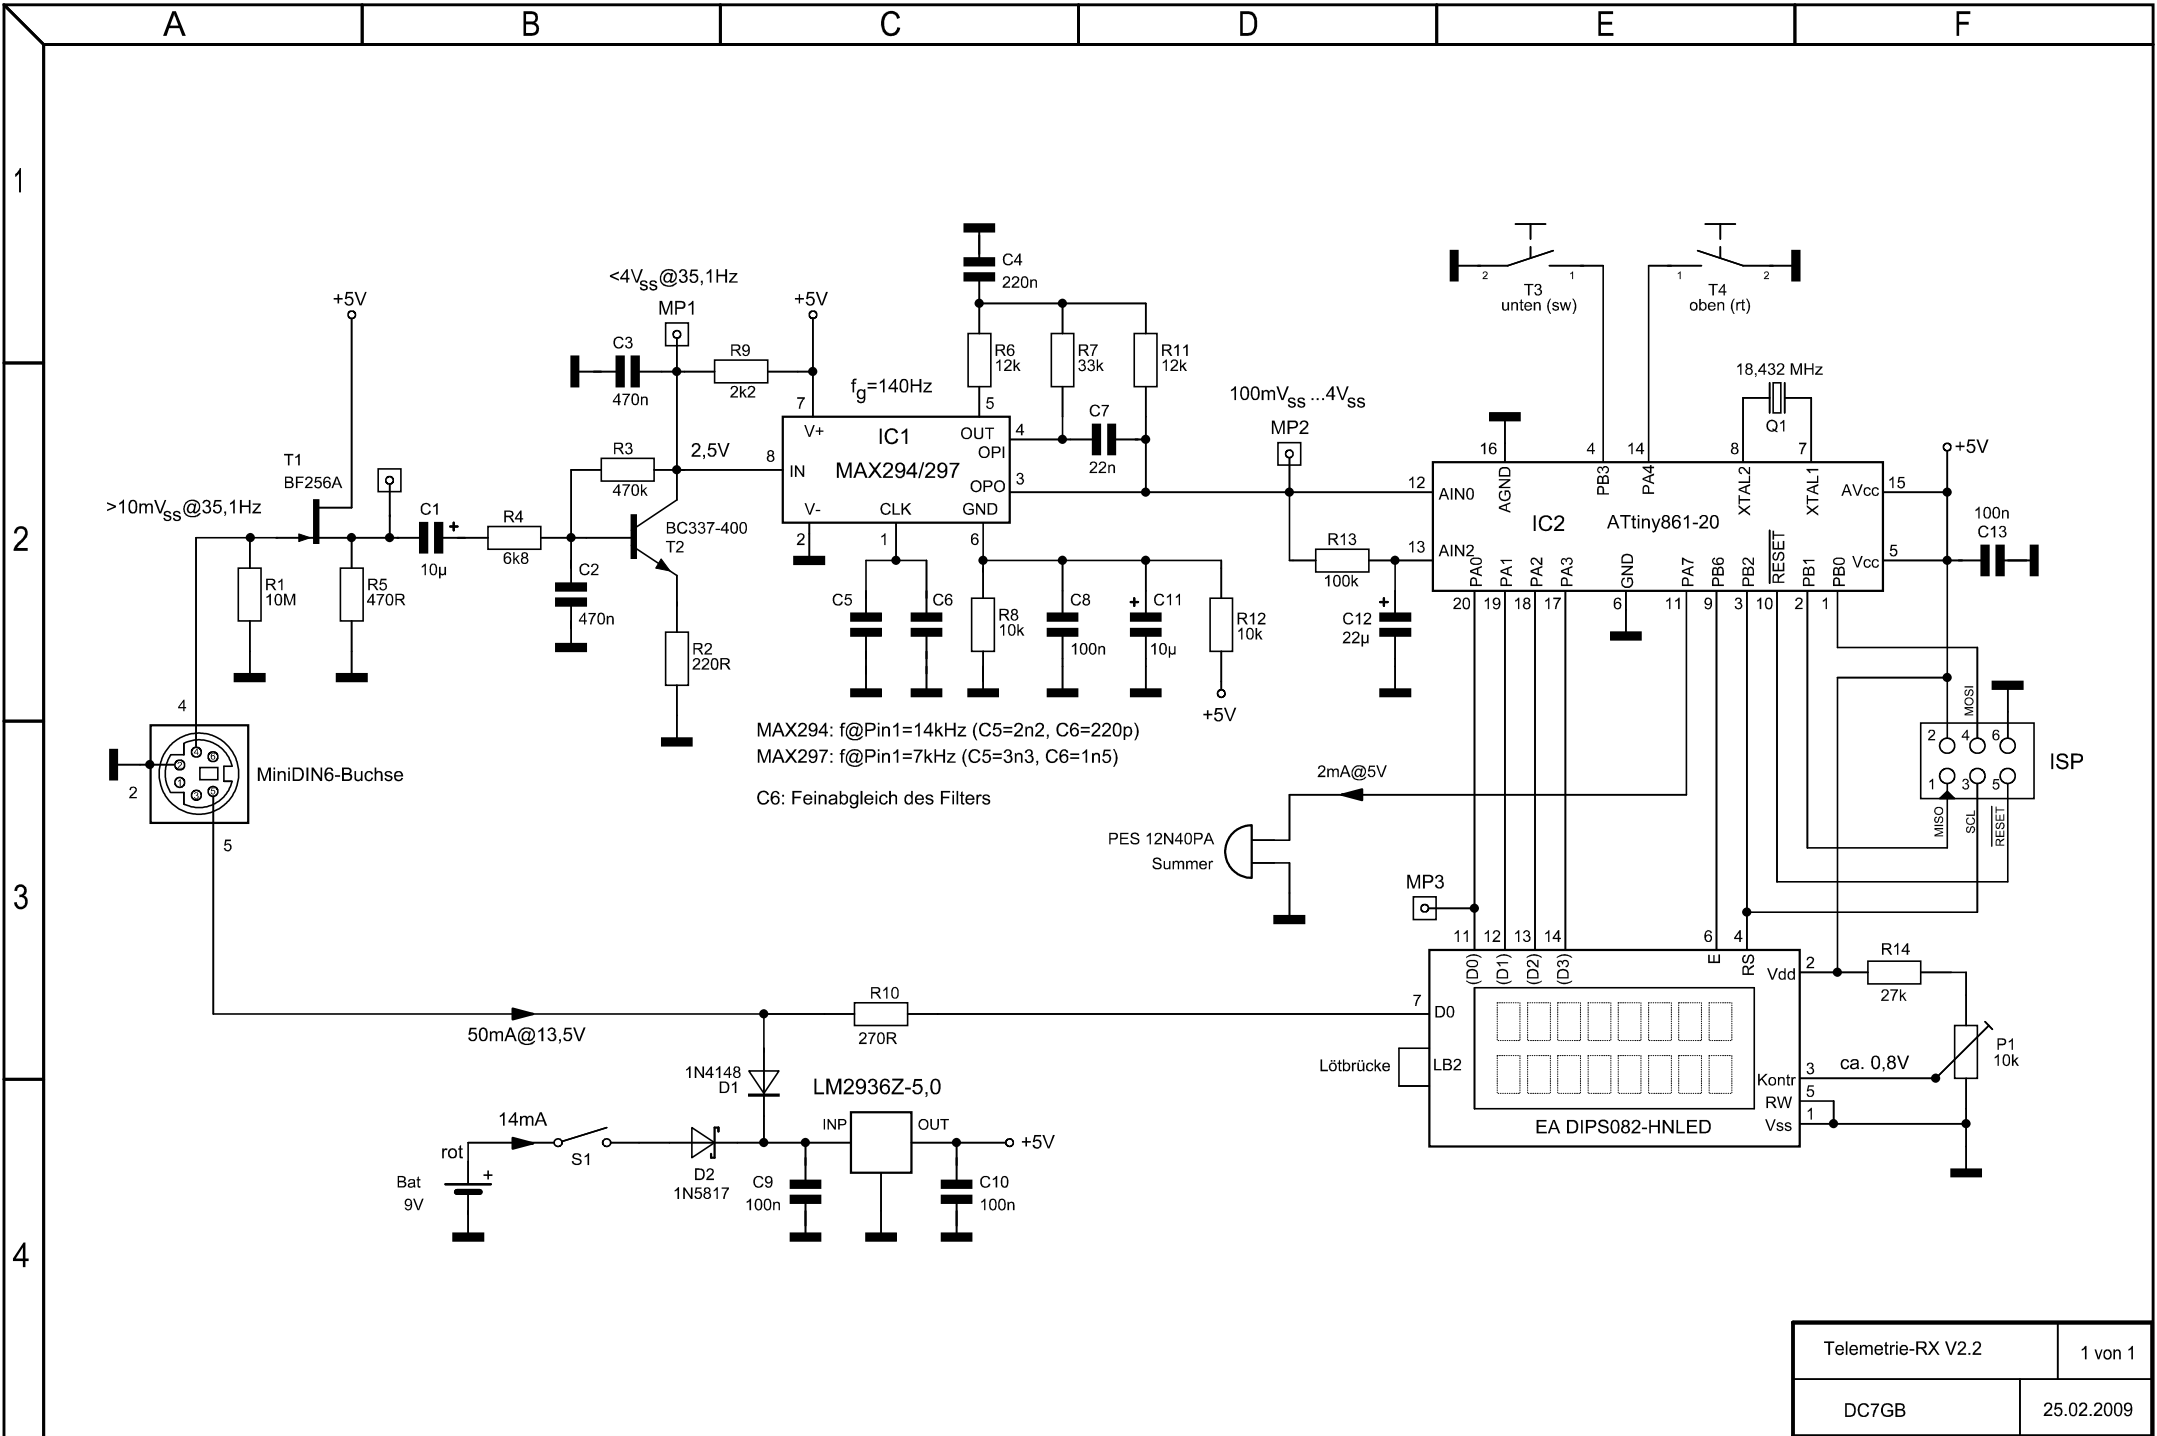 A B C D E F
1
2
3
4
<4Vss@35,1Hz
MP1
+5V
+5V
C3
470n
R9
2k2
fg=140Hz
C4
220n
R6
12k
R7
33k
R11
12k
C7
22n
T1
BF256A
>10mVss@35,1Hz
R1
10M
R5
470R
C1
+
10µ
R4
6k8
R3
470k
2,5V
BC337-400
T2
C2
470n
R2
220R
7
V+
IC1
MAX294/297
5
OUT
4
OPI
8
IN
OPO
3
V-
CLK
GND
2
1
6
C5
C6
R8
10k
C8
100n
+
C11
10µ
R12
10k
+5V
MAX294: f@Pin1=14kHz (C5=2n2, C6=220p)
MAX297: f@Pin1=7kHz (C5=3n3, C6=1n5)
C6: Feinabgleich des Filters
100mVss ...4Vss
MP2
R13
100k
+
C12
22µ
2
1
T3
unten (sw)
1
2
T4
oben (rt)
18,432 MHz
Q1
16
4
14
8
7
AGND
PB3
PA4
XTAL2
XTAL1
12
AIN0
13
AIN2
IC2
ATtiny861-20
AVcc
15
Vcc
5
PA0
PA1
PA2
PA3
GND
PA7
PB6
PB2
RESET
PB1
PB0
20
19
18
17
6
11
9
3
10
2
1
+5V
100n
C13
MOSI
2
4
6
1
3
5
ISP
MISO
SCL
RESET
4
4
6
2
1
3
5
2
5
MiniDIN6-Buchse
2mA@5V
PES 12N40PA
Summer
MP3
11
12
13
14
6
4
(D0)
(D1)
(D2)
(D3)
E
RS
Vdd
2
R14
27k
7
D0
Lötbrücke
LB2
P1
10k
ca. 0,8V
Kontr
3
RW
5
Vss
1
EA DIPS082-HNLED
50mA@13,5V
R10
270R
1N4148
D1
LM2936Z-5,0
INP
OUT
+5V
14mA
rot
S1
Bat
9V
+
D2
1N5817
C9
100n
C10
100n
Telemetrie-RX V2.2
1 von 1
DC7GB
25.02.2009